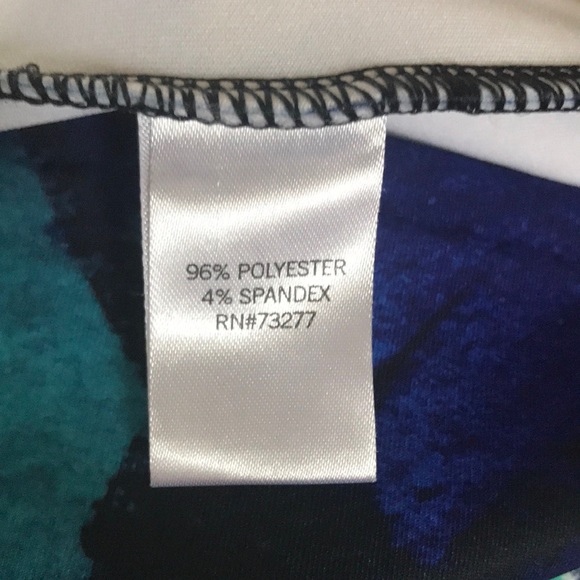 96% POLYESTER
4% SPANDEX
RN#73277